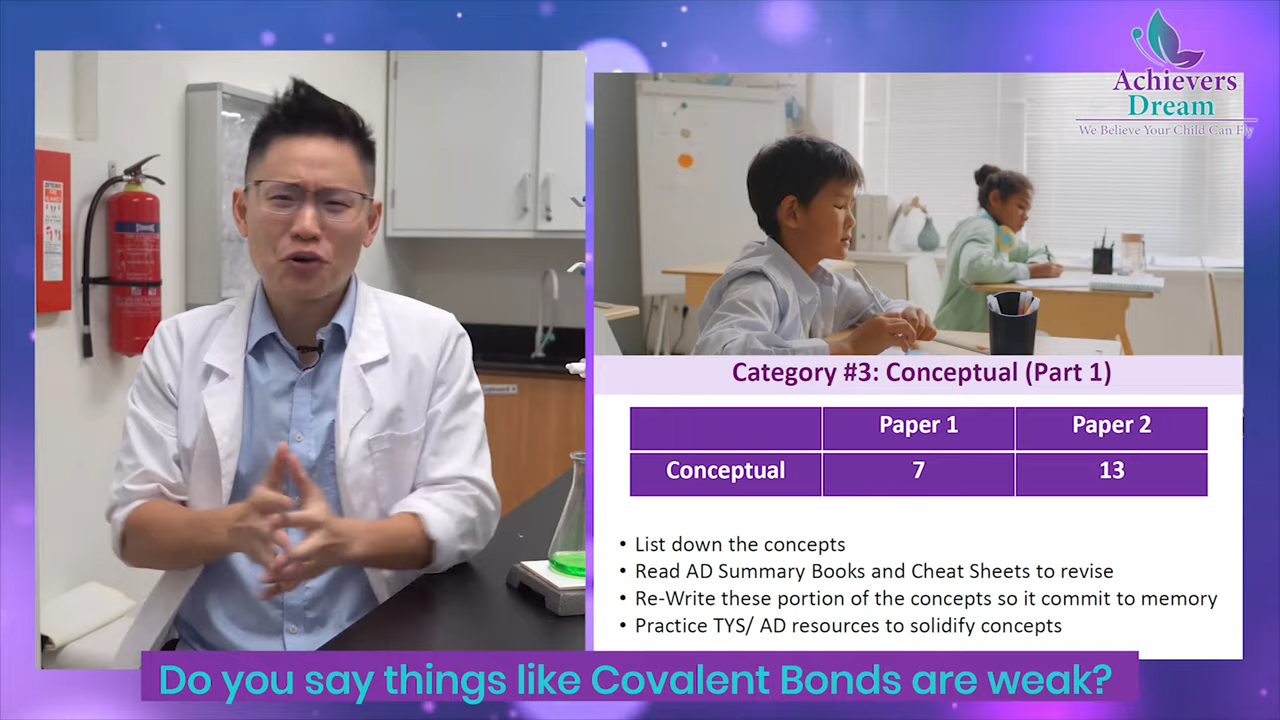 Achievers
Dream
We Believe Your Child Can Fly
Category #3: Conceptual (Part 1)
Paper 1
Paper 2
Conceptual
7
13
• List down the concepts
• Read AD Summary Books and Cheat Sheets to revise
• Re-Write these portion of the concepts so it commit to memory
• Practice TYS/ AD resources to solidify concepts
Do you say things like Covalent Bonds are weak?